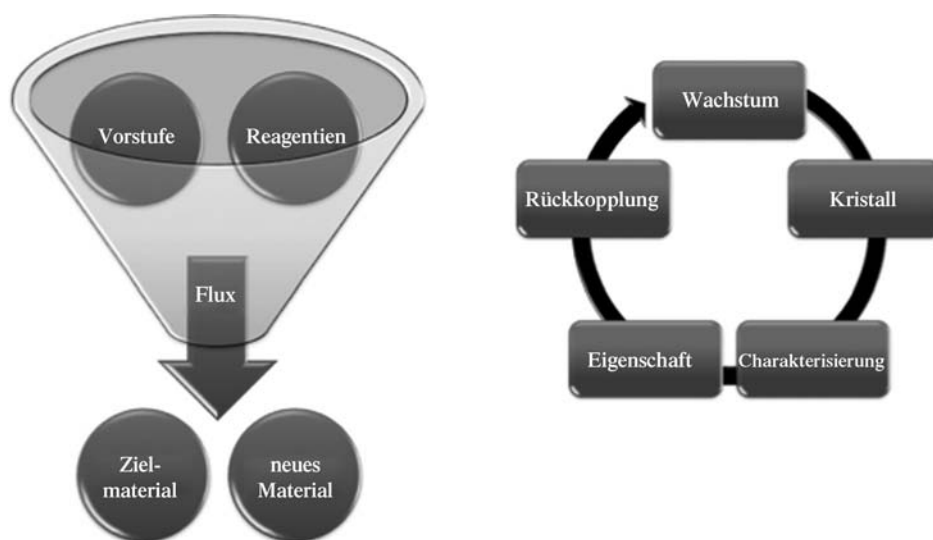 Vorstufe
Reagentien
Flux
Ziel-
material
neues
Material
Wachstum
Kristall
Charakterisierung
Eigenschaft
Rückkopplung